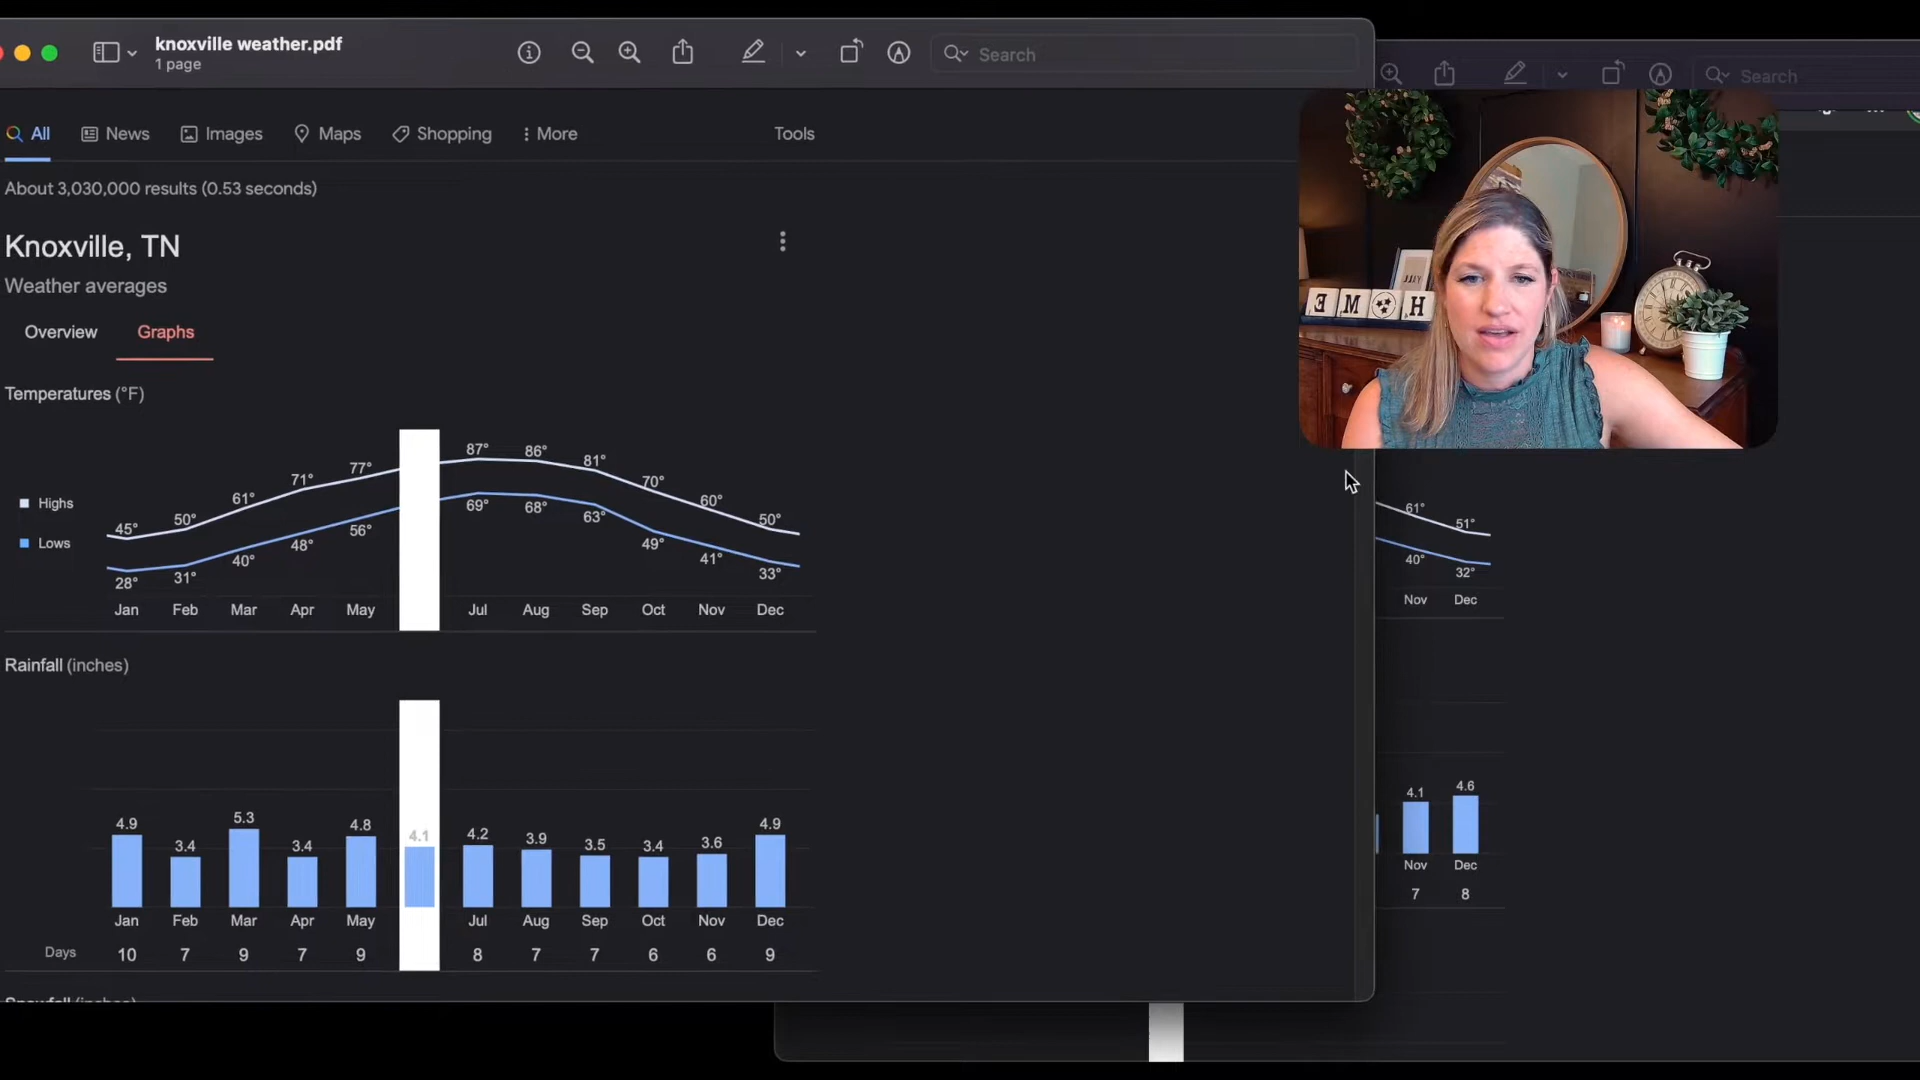 knoxville weather.pdf
1 page
Search
Search
All News Images Maps Shopping More Tools
About 3,030,000 results (0.53 seconds)
Knoxville, TN
Weather averages
Overview Graphs
Temperatures (°F)
Highs
Lows
45° 50° 61° 71° 77° 87° 86° 81° 70° 60° 50°
28° 31° 40° 48° 56° 69° 68° 63° 49° 41° 33°
Jan Feb Mar Apr May Jul Aug Sep Oct Nov Dec
Rainfall (inches)
4.9 3.4 5.3 3.4 4.8 4.1 4.2 3.9 3.5 3.4 3.6 4.9
Jan Feb Mar Apr May Jul Aug Sep Oct Nov Dec
Days 10 7 9 7 9 8 7 7 6 6 9
Snowfall (inches)
E M H
61° 51°
40° 32°
Nov Dec
4.1 4.6
Nov Dec
7 8